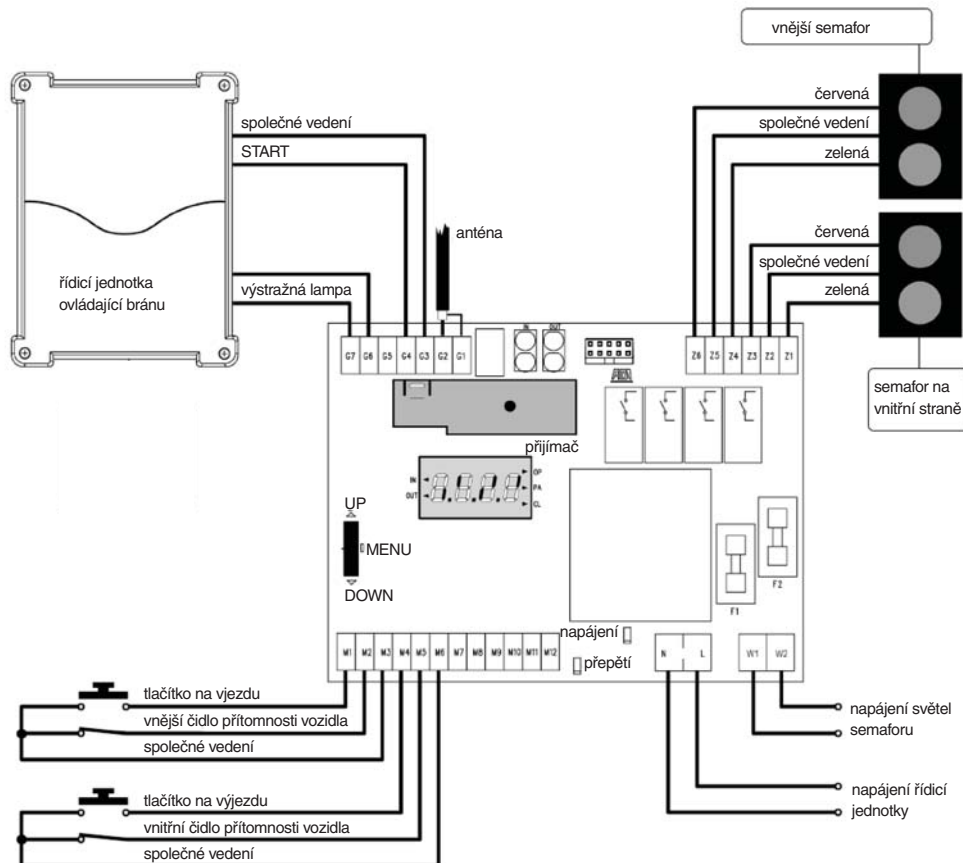 vnější semafor
červená
společné vedení
zelená
červená
společné vedení
zelená
semafor na
vnitřní straně
společné vedení
START
anténa
řídicí jednotka
ovládající bránu
výstražná lampa
G7 G6 G5 G4 G3 G2 G1
IN OUT
Z6 Z5 Z4 Z3 Z2 Z1
přijímač
IN
OUT
OP
PA
CL
UP
MENU
DOWN
F1
F2
napájení
přepětí
M1 M2 M3 M4 M5 M6 M7 M8 M9 M10 M11 M12
N L
W1 W2
tlačítko na vjezdu
vnější čidlo přítomnosti vozidla
společné vedení
tlačítko na výjezdu
vnitřní čidlo přítomnosti vozidla
společné vedení
napájení světel
semaforu
napájení řídicí
jednotky